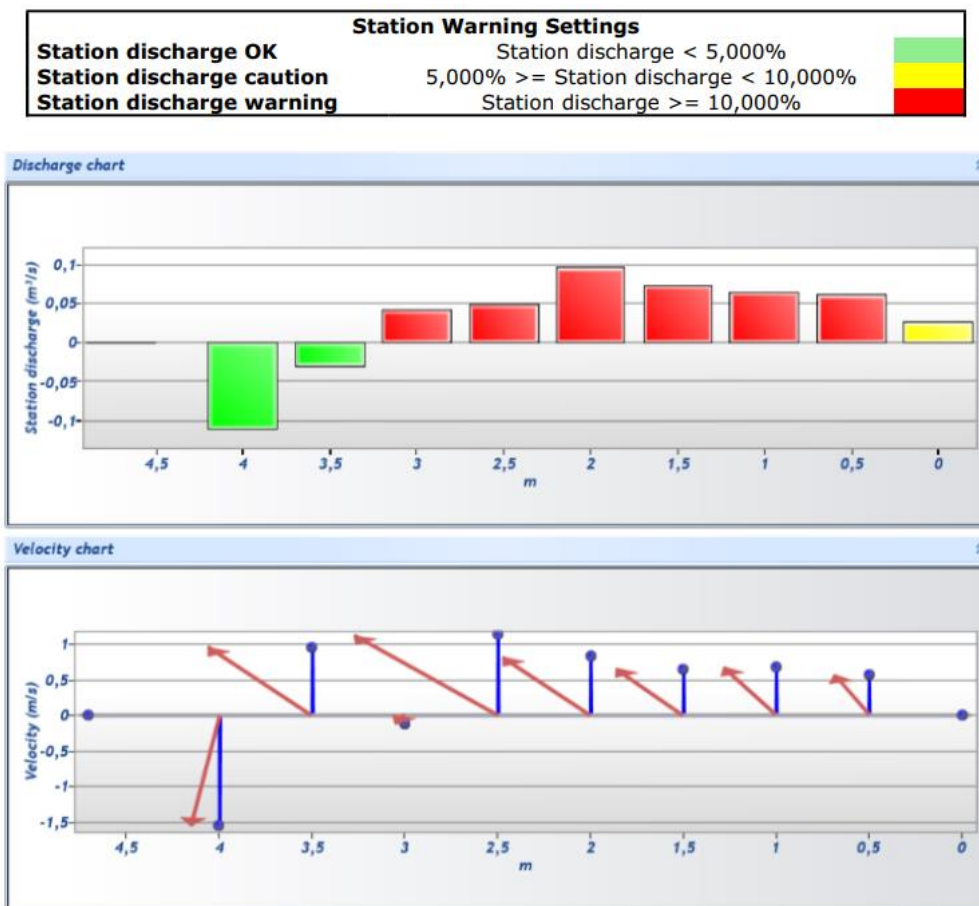 Station Warning Settings
Station discharge OK Station discharge < 5,000%
Station discharge caution 5,000% >= Station discharge < 10,000%
Station discharge warning Station discharge >= 10,000%
Discharge chart
Station discharge (m³/s)
0,1
0,05
0
-0,05
-0,1
4,5 4 3,5 3 2,5 2 1,5 1 0,5 0
m
Velocity chart
Velocity (m/s)
1
0,5
0
-0,5
-1
-1,5
4,5 4 3,5 3 2,5 2 1,5 1 0,5 0
m